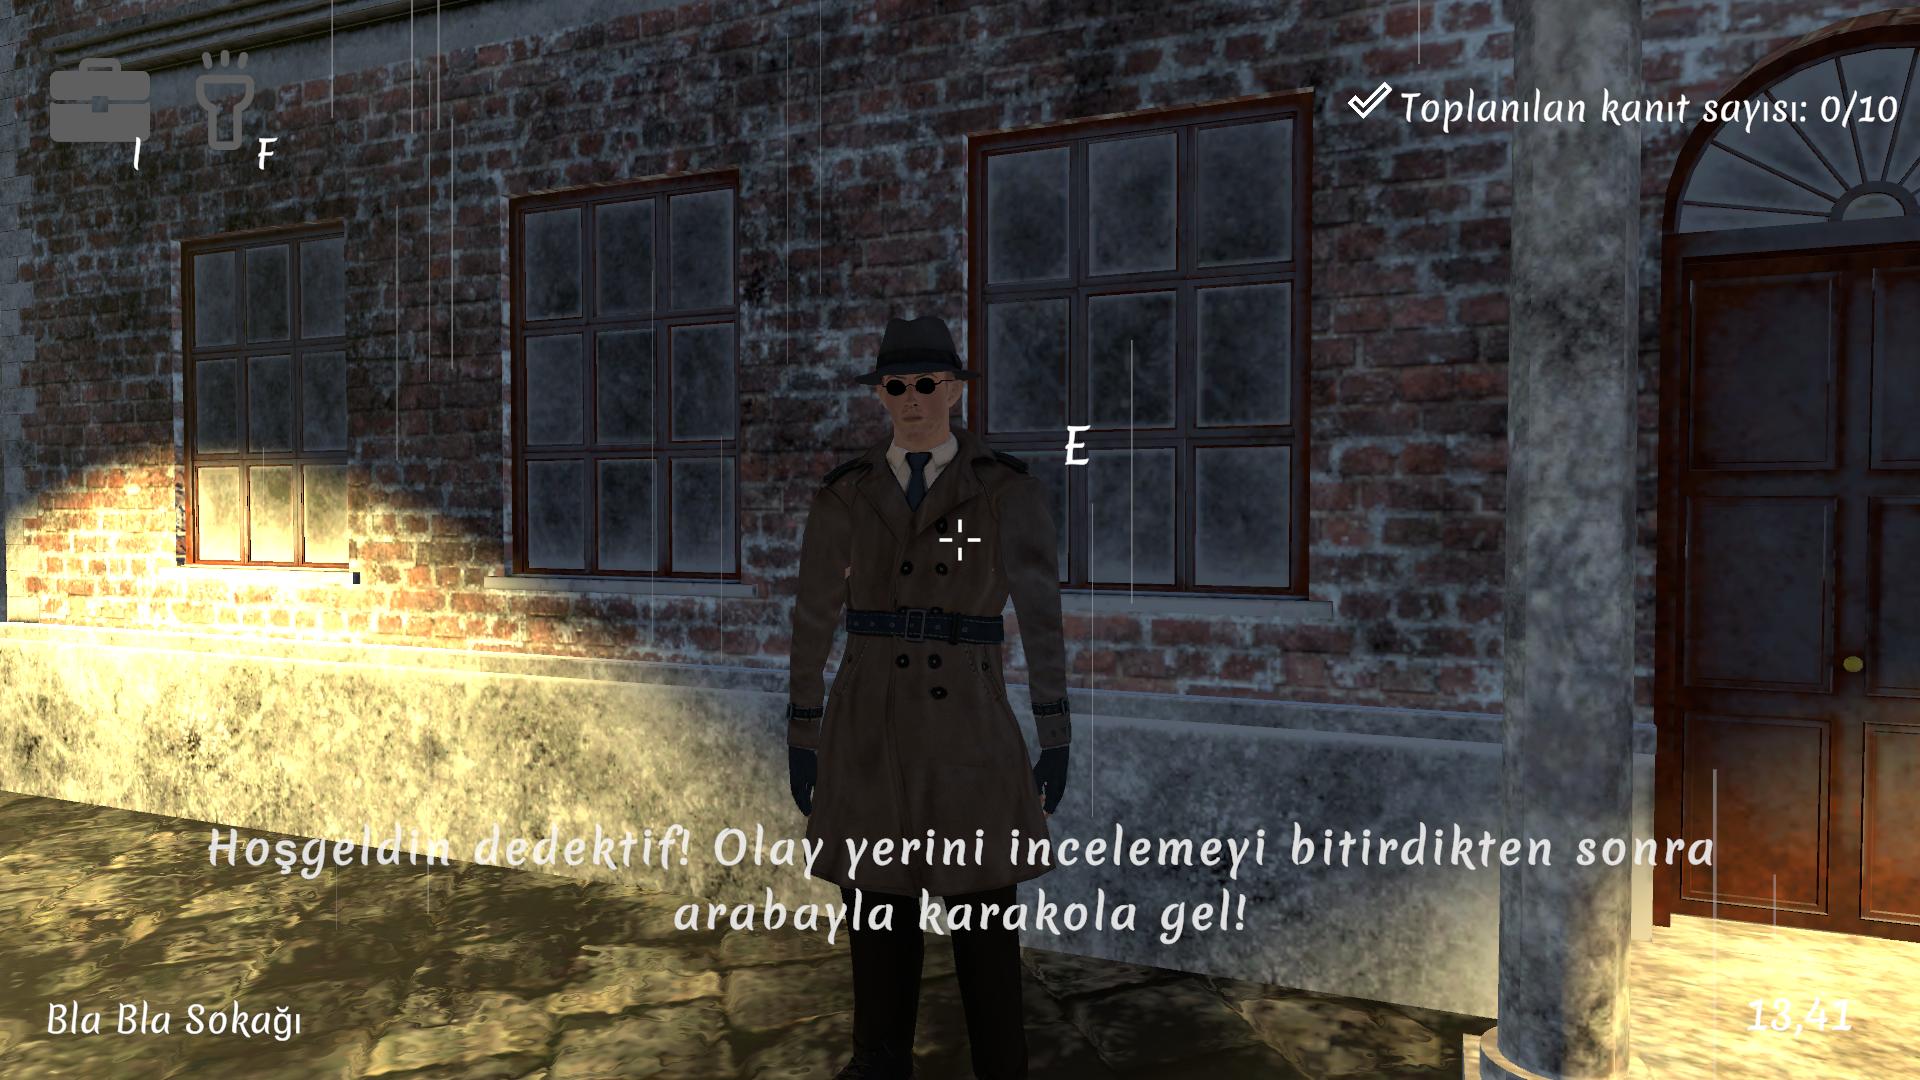 Toplanılan kanıt sayısı: 0/10
I
F
E
Hoşgeldin dedektif! Olay yerini incelemeyi bitirdikten sonra
arabayla karakola gel!
Bla Bla Sokağı
13,41